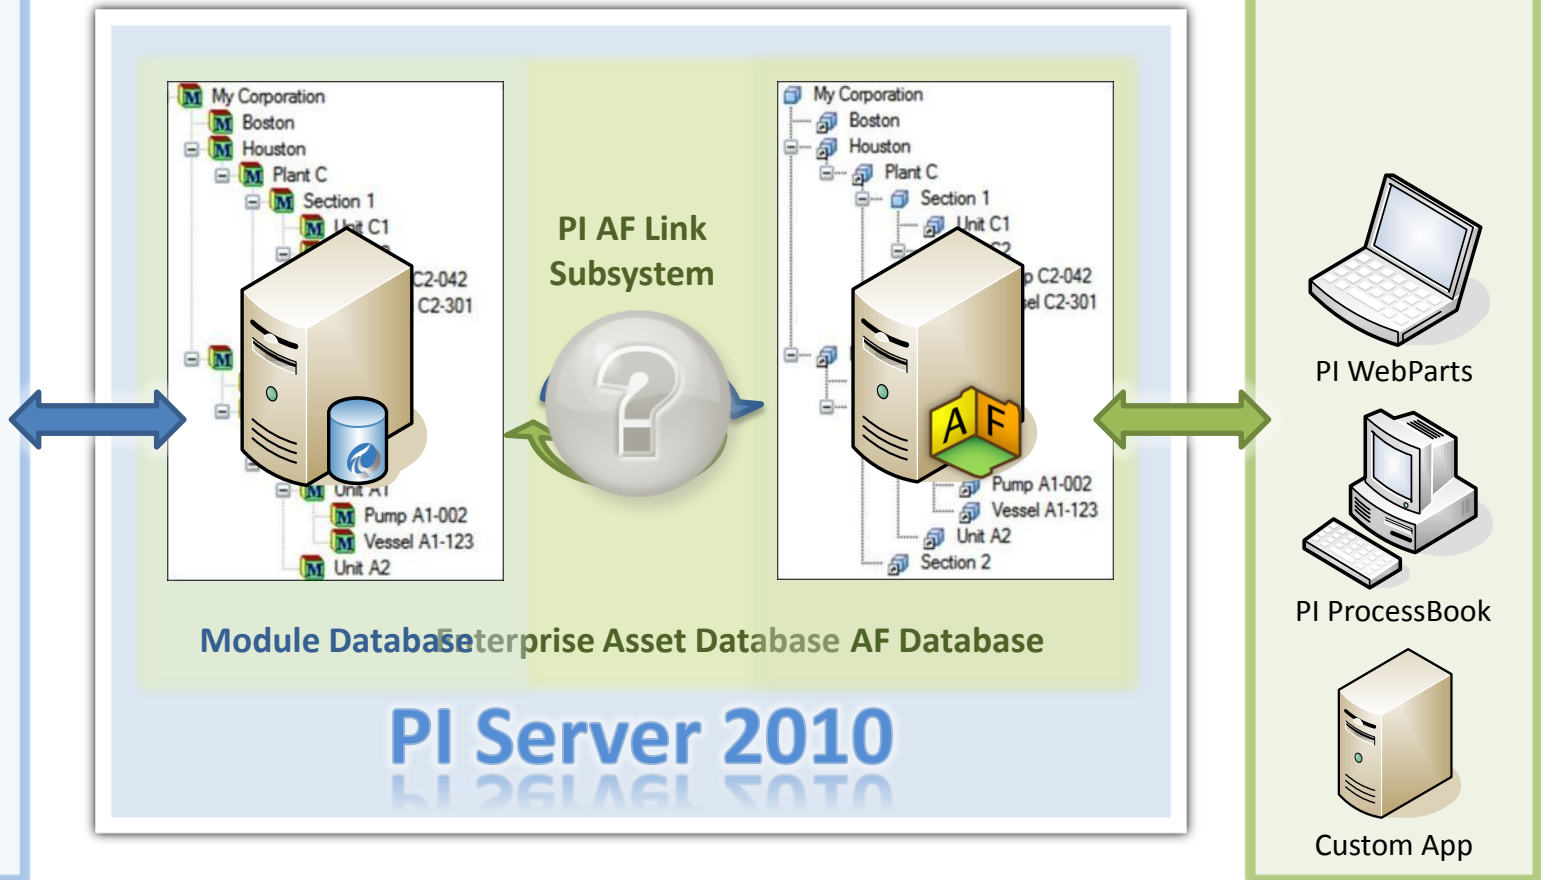 My Corporation
Boston
Houston
Plant C
Section 1
Unit C1
C2-042
C2-301
Unit A1
Pump A1-002
Vessel A1-123
Unit A2
Module Database
PI AF Link
Subsystem
?
Enterprise Asset Database
My Corporation
Boston
Houston
Plant C
Section 1
Unit C1
C2
p C2-042
sel C2-301
A F
Pump A1-002
Vessel A1-123
Unit A2
Section 2
AF Database
PI Server 2010
PI WebParts
PI ProcessBook
Custom App